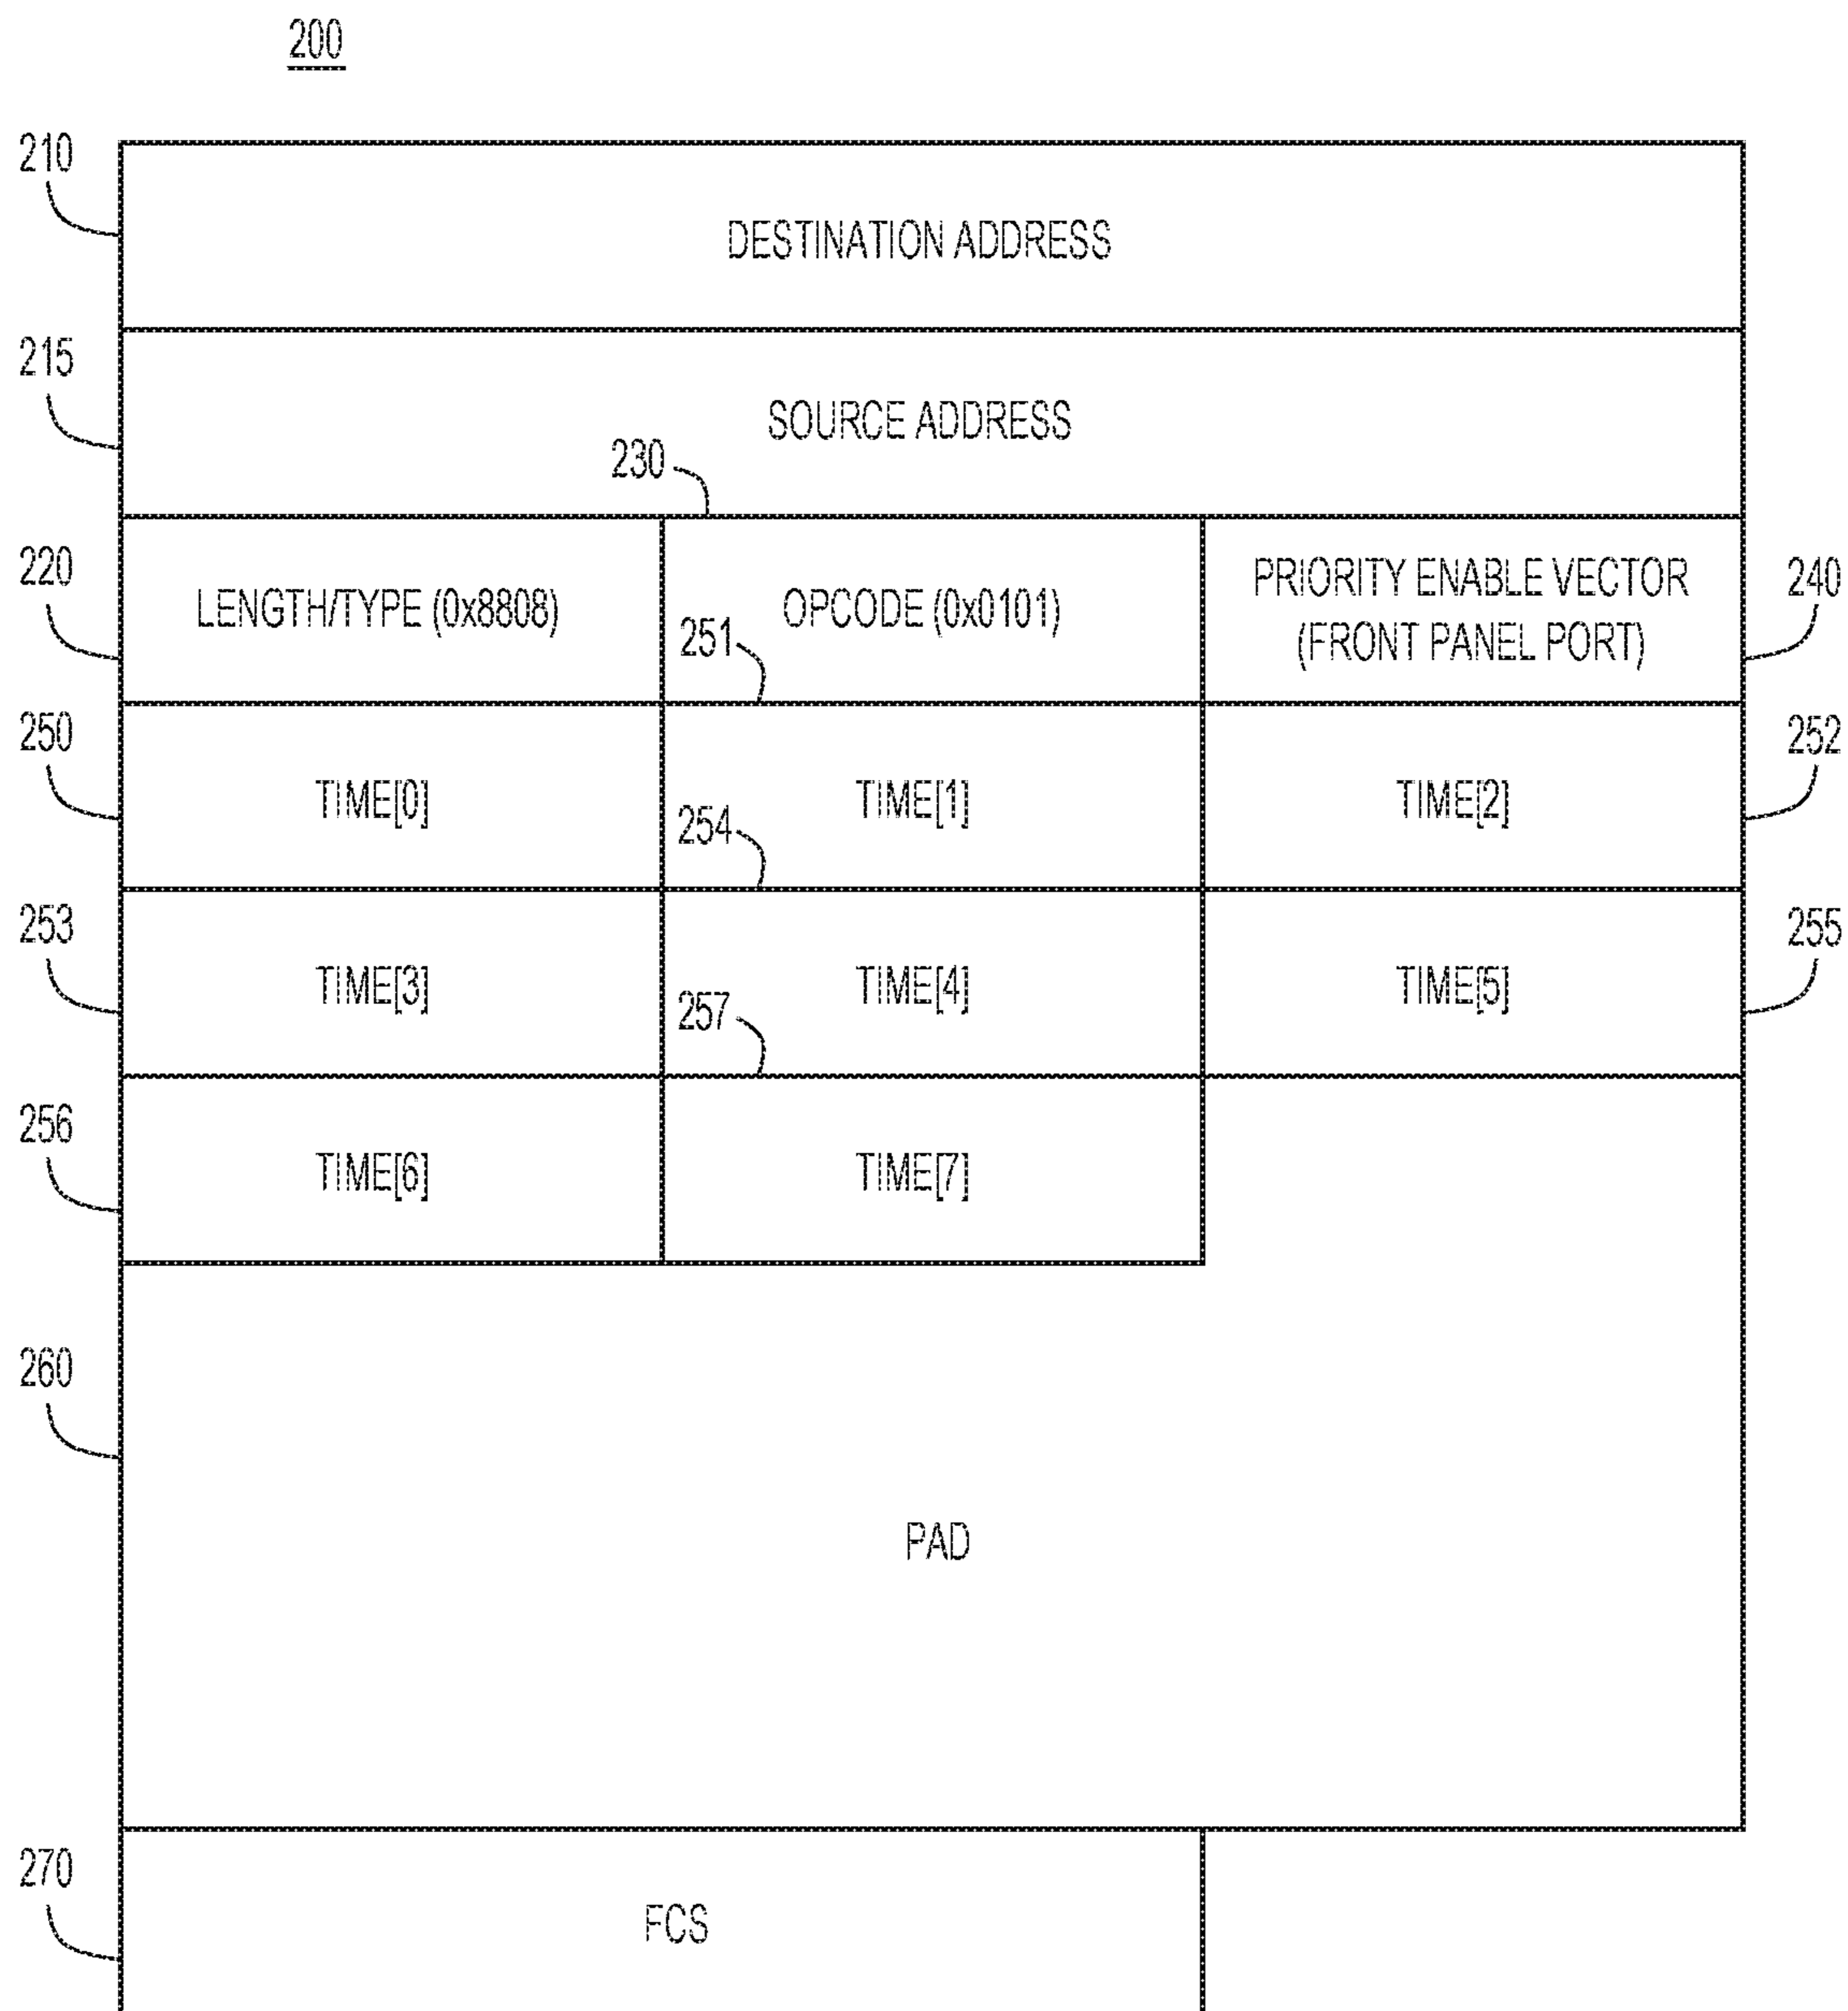 200
210
DESTINATION ADDRESS
215
SOURCE ADDRESS
230
220
LENGTH/TYPE (0x8808)
OPCODE (0x0101)
PRIORITY ENABLE VECTOR
(FRONT PANEL PORT)
240
251
250
TIME[0]
TIME[1]
TIME[2]
252
254
253
TIME[3]
TIME[4]
TIME[5]
255
257
256
TIME[6]
TIME[7]
260
PAD
270
FCS